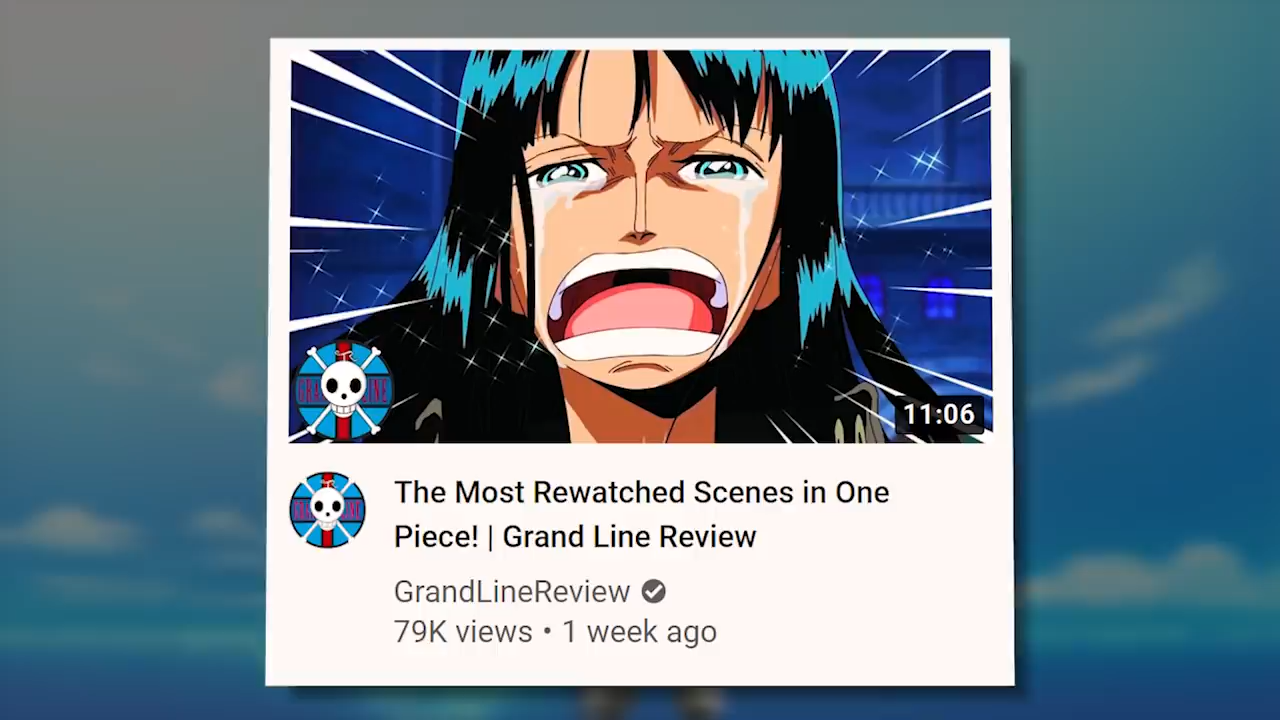 11:06
The Most Rewatched Scenes in One
Piece! | Grand Line Review
GrandLineReview
79K views • 1 week ago